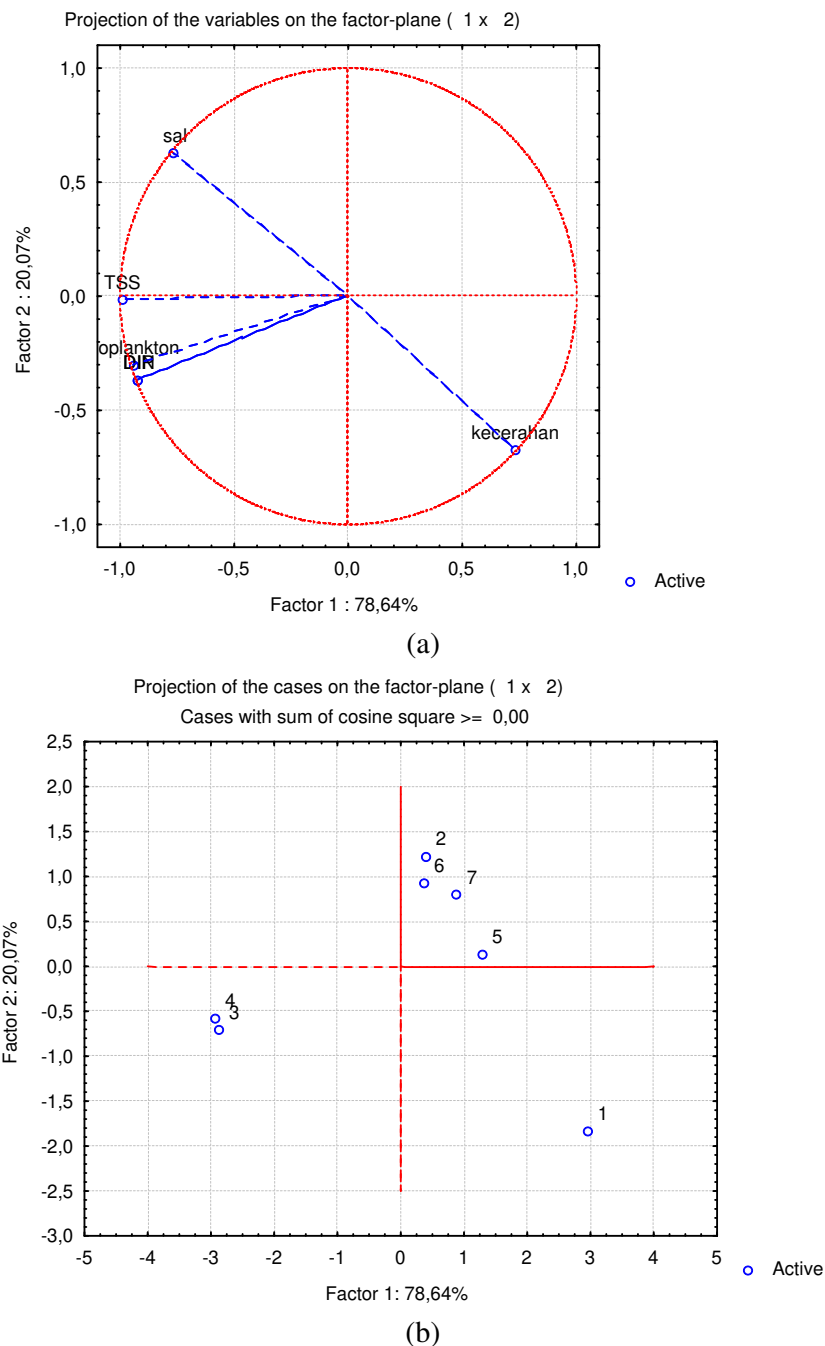 Projection of the variables on the factor-plane ( 1 x 2)
1,0
sal
0,5
Factor 2 : 20,07%
TSS
0,0
oplankton
-0,5
kecerahan
-1,0
-1,0 -0,5 0,0 0,5 1,0
Active
Factor 1 : 78,64%
(a)
Projection of the cases on the factor-plane ( 1 x 2)
Cases with sum of cosine square >= 0,00
2,5
2,0
1,5
2
6
1,0
7
0,5
5
Factor 2: 20,07%
0,0
4
-0,5
3
-1,0
-1,5
1
-2,0
-2,5
-3,0
-5 -4 -3 -2 -1 0 1 2 3 4 5
Active
Factor 1: 78,64%
(b)